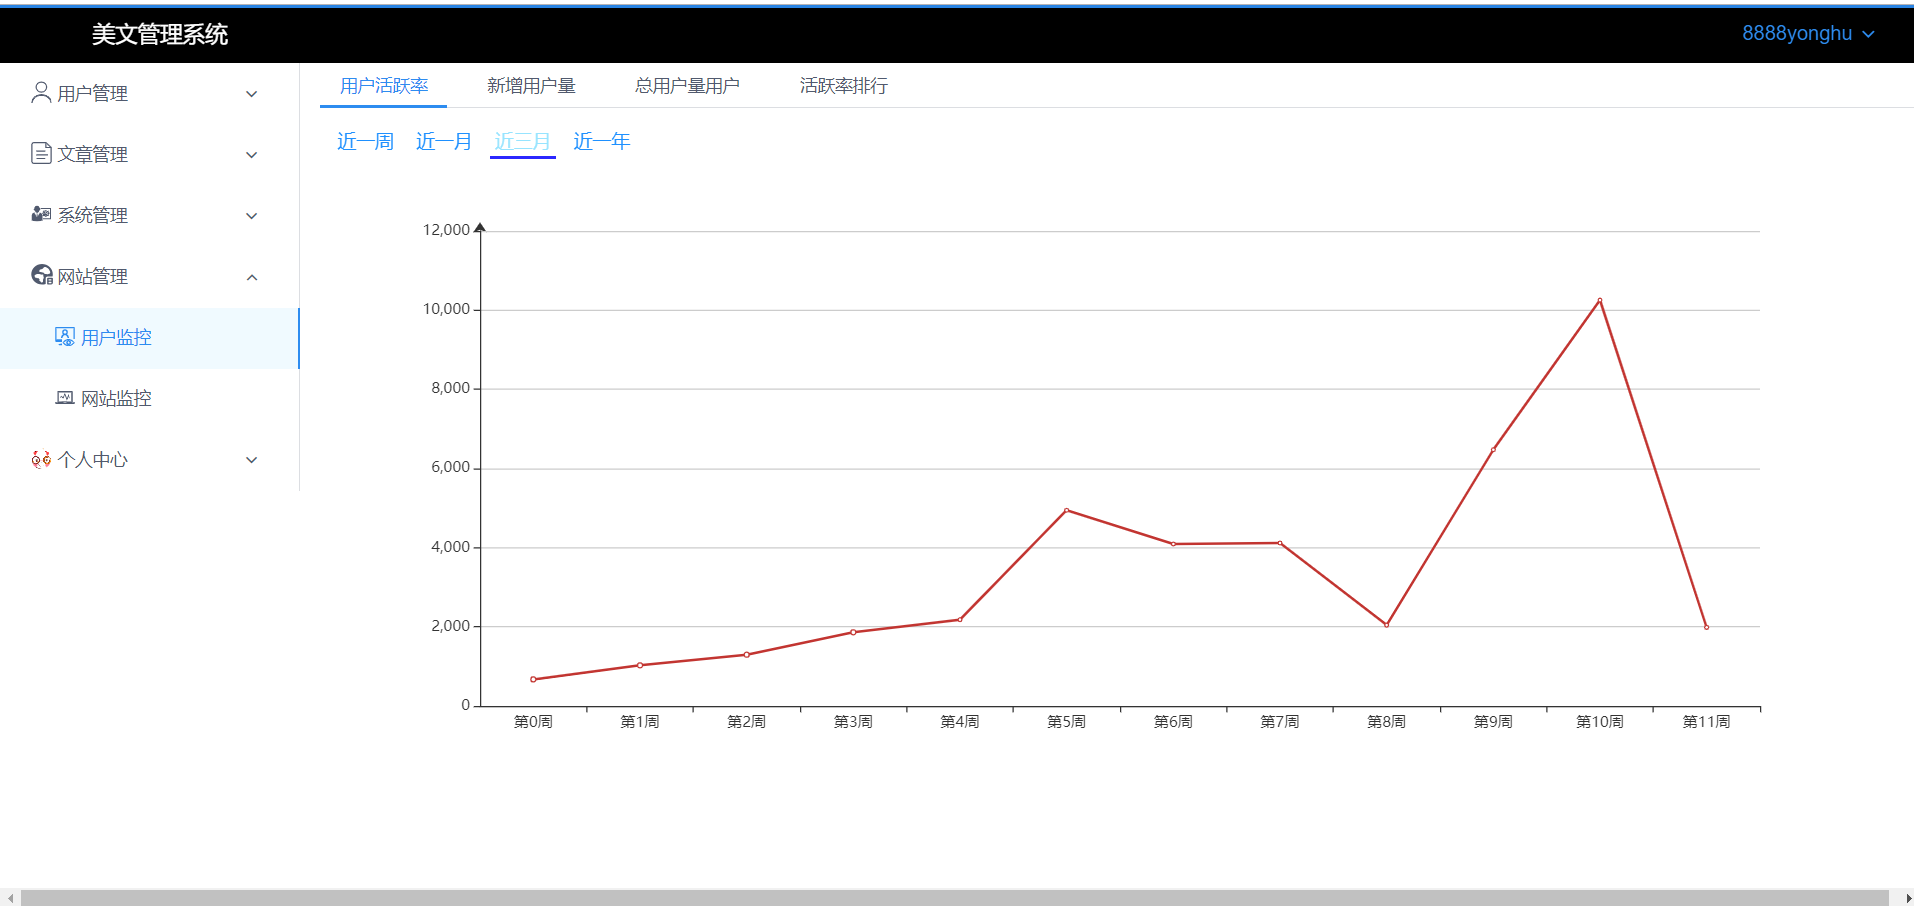 美文管理系统
8888yonghu
用户管理
文章管理
系统管理
网站管理
用户监控
网站监控
个人中心
用户活跃率 新增用户量 总用户量用户 活跃率排行
近一周 近一月 近三月 近一年
12,000
10,000
8,000
6,000
4,000
2,000
0
第0周 第1周 第2周 第3周 第4周 第5周 第6周 第7周 第8周 第9周 第10周 第11周